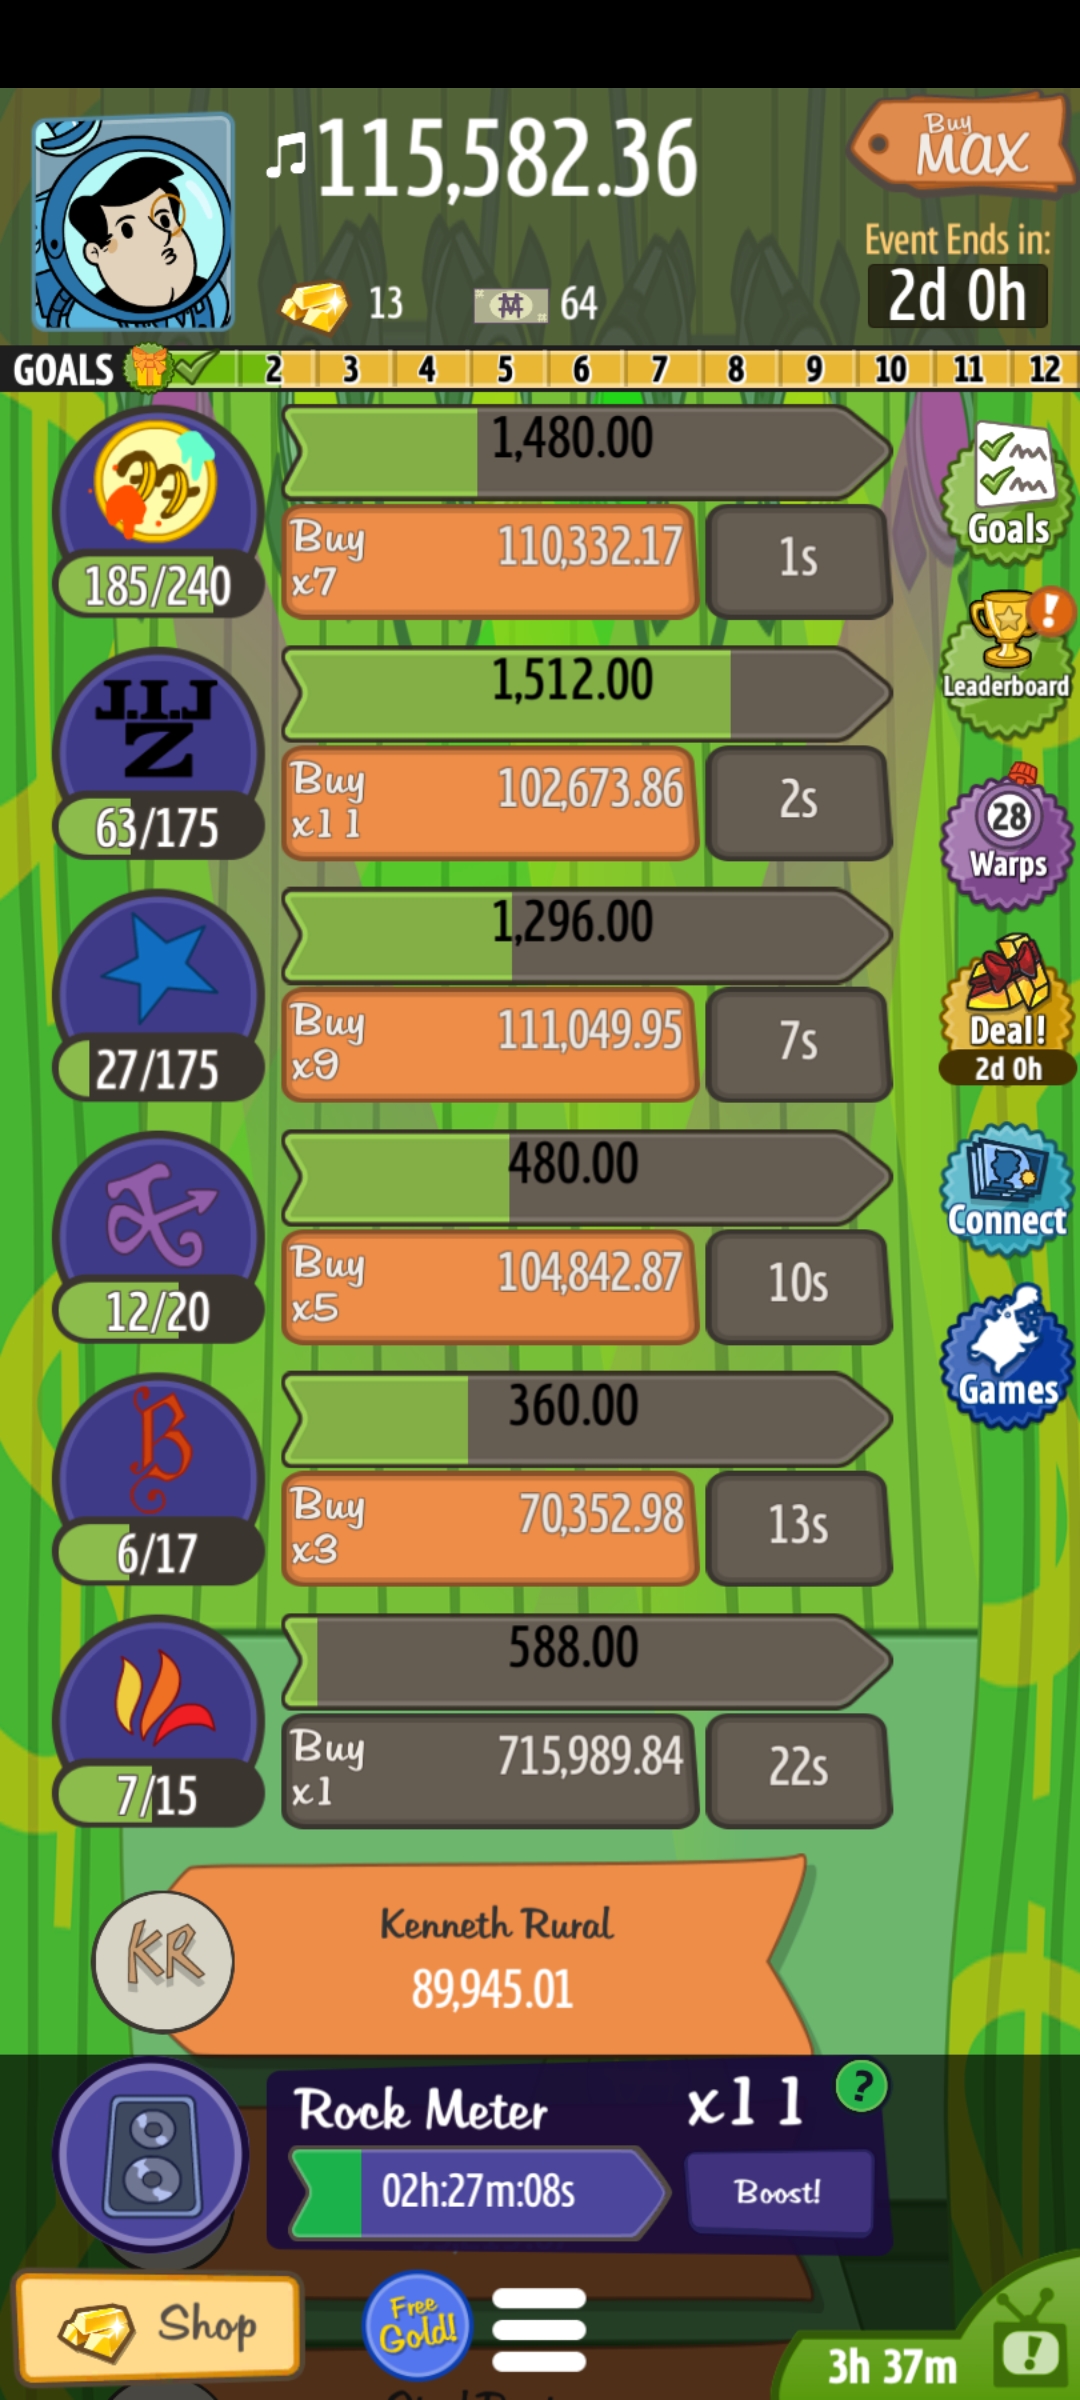 115,582.36
Buy
MAX
Event Ends in:
2d 0h
13
64
GOALS 2 3 4 5 6 7 8 9 10 11 12
1,480.00
Buy
x7
110,332.17
1s
185/240
Goals
J.I.J
Z
1,512.00
Buy
x11
102,673.86
2s
63/175
Leaderboard
28
Warps
1,296.00
Buy
x9
111,049.95
7s
27/175
Deal!
2d 0h
480.00
Buy
x5
104,842.87
10s
12/20
Connect
B
360.00
Buy
x3
70,352.98
13s
6/17
Games
588.00
Buy
x1
715,989.84
22s
7/15
KR
Kenneth Rural
89,945.01
Rock Meter
x11
?
02h:27m:08s
Boost!
Shop
Free
Gold!
3h 37m